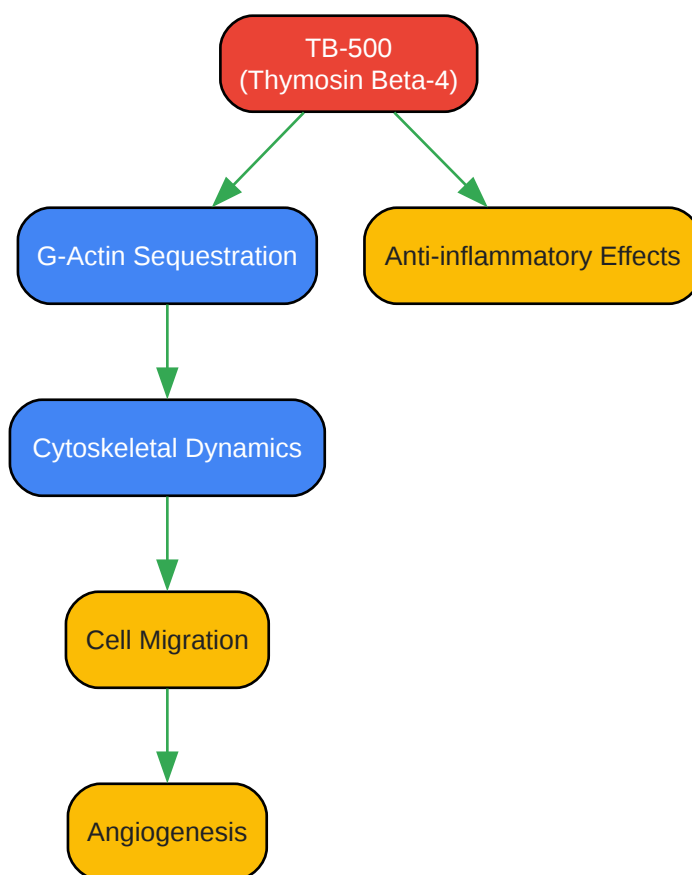 TB-500
(Thymosin Beta-4)
G-Actin Sequestration
Anti-inflammatory Effects
Cytoskeletal Dynamics
Cell Migration
Angiogenesis